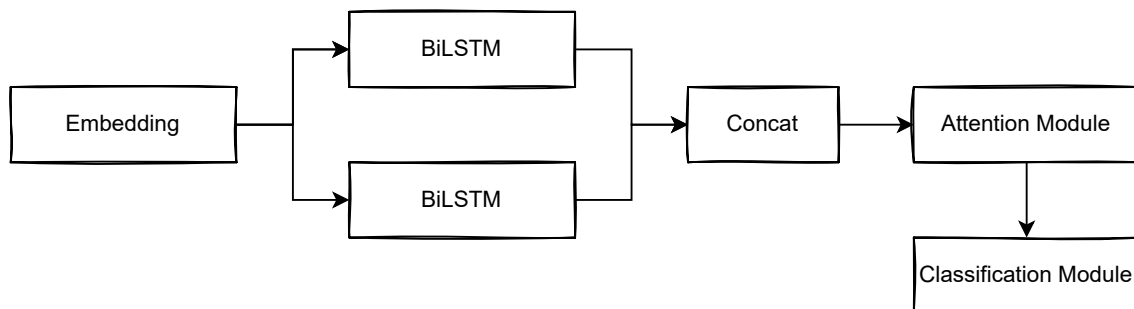 Embedding
BiLSTM
BiLSTM
Concat
Attention Module
Classification Module